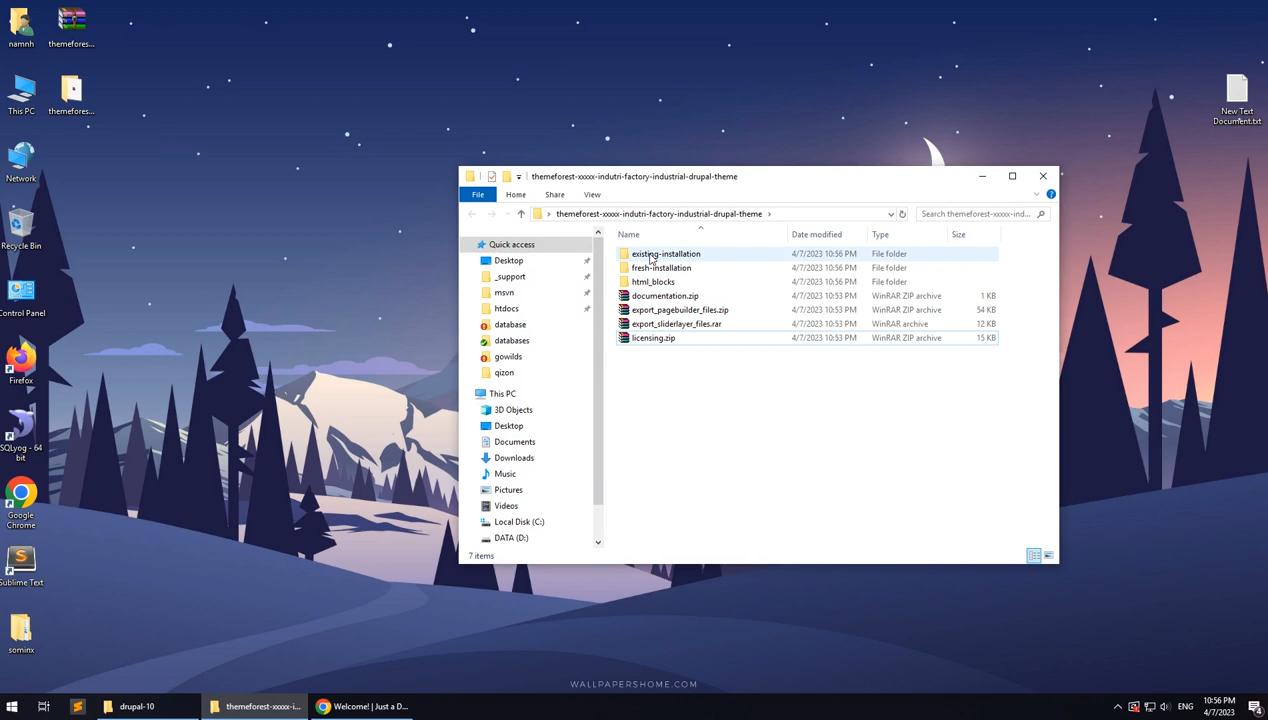 namnh
themefores...
This PC
themefores...
Network
Recycle Bin
Control Panel
Firefox
SQLyog - 64
bit
Google
Chrome
Sublime Text
sominx
New Text
Document.txt
themeforest-xxxxx-indutri-factory-industrial-drupal-theme
File
Home
Share
View
themeforest-xxxxx-indutri-factory-industrial-drupal-theme
Search themeforest-xxxxx-ind...
Quick access
Desktop
_support
msvn
htdocs
database
databases
gowilds
qizon
This PC
3D Objects
Desktop
Documents
Downloads
Music
Pictures
Videos
Local Disk (C:)
DATA (D:)
Name Date modified Type Size
existing-installation 4/7/2023 10:56 PM File folder
fresh-installation 4/7/2023 10:56 PM File folder
html_blocks 4/7/2023 10:56 PM File folder
documentation.zip 4/7/2023 10:53 PM WinRAR ZIP archive 1 KB
export_pagebuilder_files.zip 4/7/2023 10:53 PM WinRAR ZIP archive 54 KB
export_sliderlayer_files.rar 4/7/2023 10:53 PM WinRAR archive 12 KB
licensing.zip 4/7/2023 10:53 PM WinRAR ZIP archive 15 KB
7 items
WALLPAPERSHOME.COM
drupal-10
themeforest-xxxxx-i...
Welcome! | Just a D...
ENG
10:56 PM
4/7/2023
4